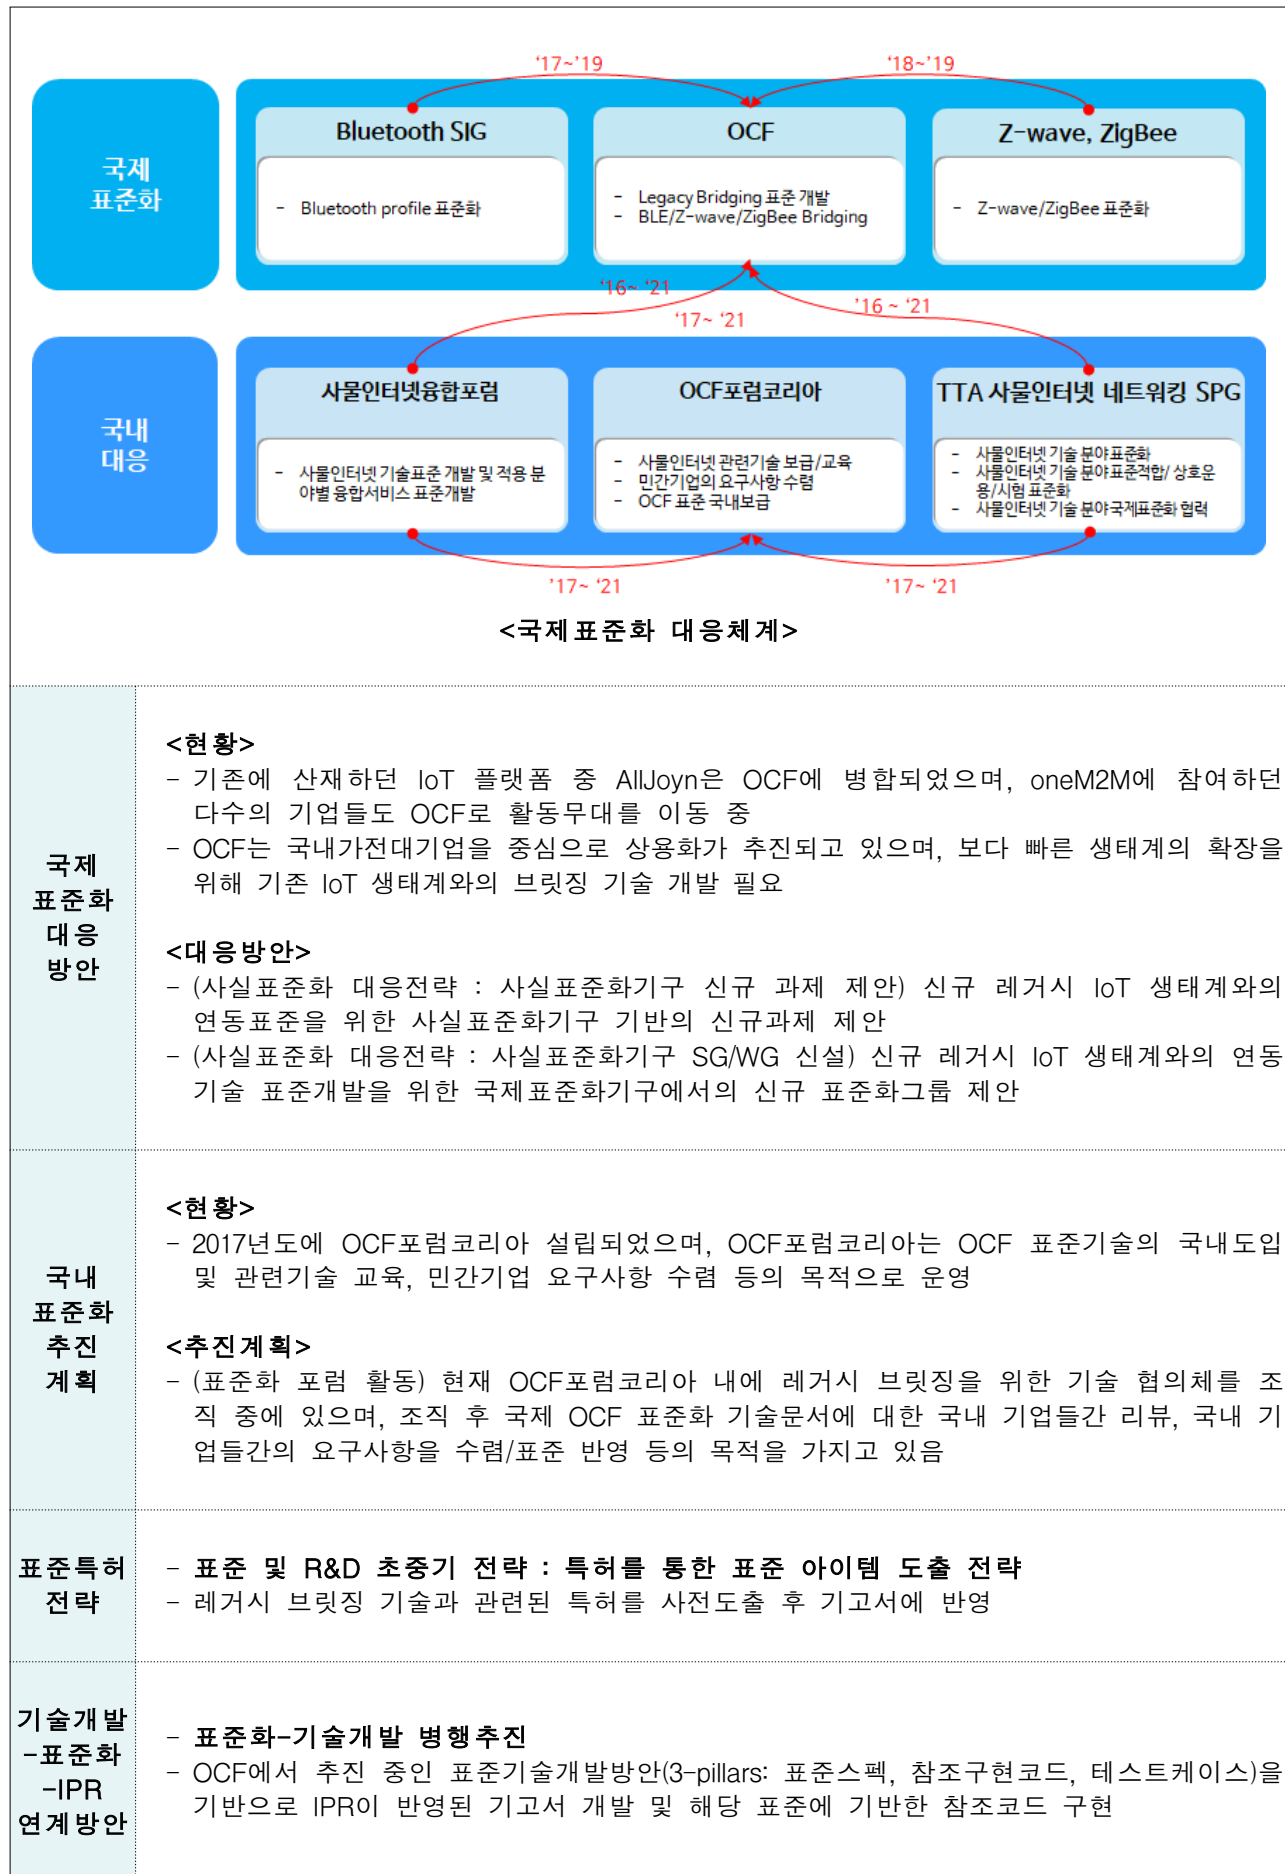 ‘17~’19
‘18~’19
국제
표준화
Bluetooth SIG
- Bluetooth profile 표준화
OCF
- Legacy Bridging 표준 개발
- BLE/Z-wave/ZigBee Bridging
Z-wave, ZigBee
- Z-wave/ZigBee 표준화
‘16~ ‘21
‘17~ ‘21
’16 ~ ‘21
국내
대응
사물인터넷융합포럼
- 사물인터넷 기술표준 개발 및 적용 분
야별 융합서비스 표준개발
OCF포럼코리아
- 사물인터넷 관련기술 보급/교육
- 민간기업의 요구사항 수렴
- OCF 표준 국내보급
TTA 사물인터넷 네트워킹 SPG
- 사물인터넷 기술 분야 표준화
- 사물인터넷 기술 분야 표준적합/ 상호운
용/시험 표준화
- 사물인터넷 기술 분야 국제표준화 협력
’17~ ‘21
’17~ ‘21
<국제표준화 대응체계>
국제
표준화
대응
방안
<현황>
- 기존에 산재하던 IoT 플랫폼 중 AllJoyn은 OCF에 병합되었으며, oneM2M에 참여하던
다수의 기업들도 OCF로 활동무대를 이동 중
- OCF는 국내가전대기업을 중심으로 상용화가 추진되고 있으며, 보다 빠른 생태계의 확장을
위해 기존 IoT 생태계와의 브릿징 기술 개발 필요
<대응방안>
- (사실표준화 대응전략 : 사실표준화기구 신규 과제 제안) 신규 레거시 IoT 생태계와의
연동표준을 위한 사실표준화기구 기반의 신규과제 제안
- (사실표준화 대응전략 : 사실표준화기구 SG/WG 신설) 신규 레거시 IoT 생태계와의 연동
기술 표준개발을 위한 국제표준화기구에서의 신규 표준화그룹 제안
국내
표준화
추진
계획
<현황>
- 2017년도에 OCF포럼코리아 설립되었으며, OCF포럼코리아는 OCF 표준기술의 국내도입
및 관련기술 교육, 민간기업 요구사항 수렴 등의 목적으로 운영
<추진계획>
- (표준화 포럼 활동) 현재 OCF포럼코리아 내에 레거시 브릿징을 위한 기술 협의체를 조
직 중에 있으며, 조직 후 국제 OCF 표준화 기술문서에 대한 국내 기업들간 리뷰, 국내 기
업들간의 요구사항을 수렴/표준 반영 등의 목적을 가지고 있음
표준특허
전략
- 표준 및 R&D 초중기 전략 : 특허를 통한 표준 아이템 도출 전략
- 레거시 브릿징 기술과 관련된 특허를 사전도출 후 기고서에 반영
기술개발
-표준화
-IPR
연계방안
- 표준화-기술개발 병행추진
- OCF에서 추진 중인 표준기술개발방안(3-pillars: 표준스펙, 참조구현코드, 테스트케이스)을
기반으로 IPR이 반영된 기고서 개발 및 해당 표준에 기반한 참조코드 구현